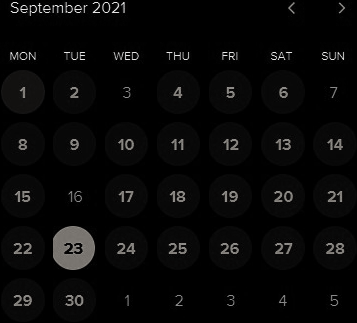 September 2021
MON TUE WED THU FRI SAT SUN
1 2 3 4 5 6 7
8 9 10 11 12 13 14
15 16 17 18 19 20 21
22 23 24 25 26 27 28
29 30 1 2 3 4 5